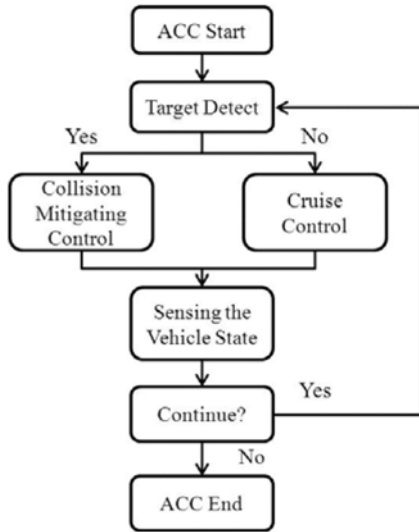 ACC Start
Target Detect
Yes
No
Collision
Mitigating
Control
Cruise
Control
Sensing the
Vehicle State
Continue?
Yes
No
ACC End